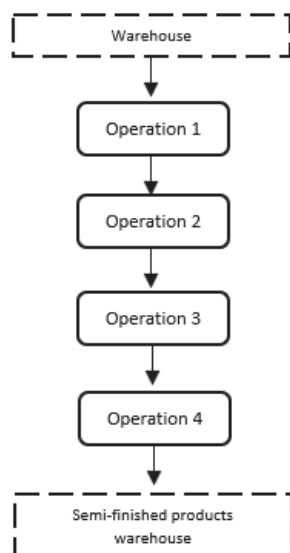 Warehouse
Operation 1
Operation 2
Operation 3
Operation 4
Semi-finished products
warehouse